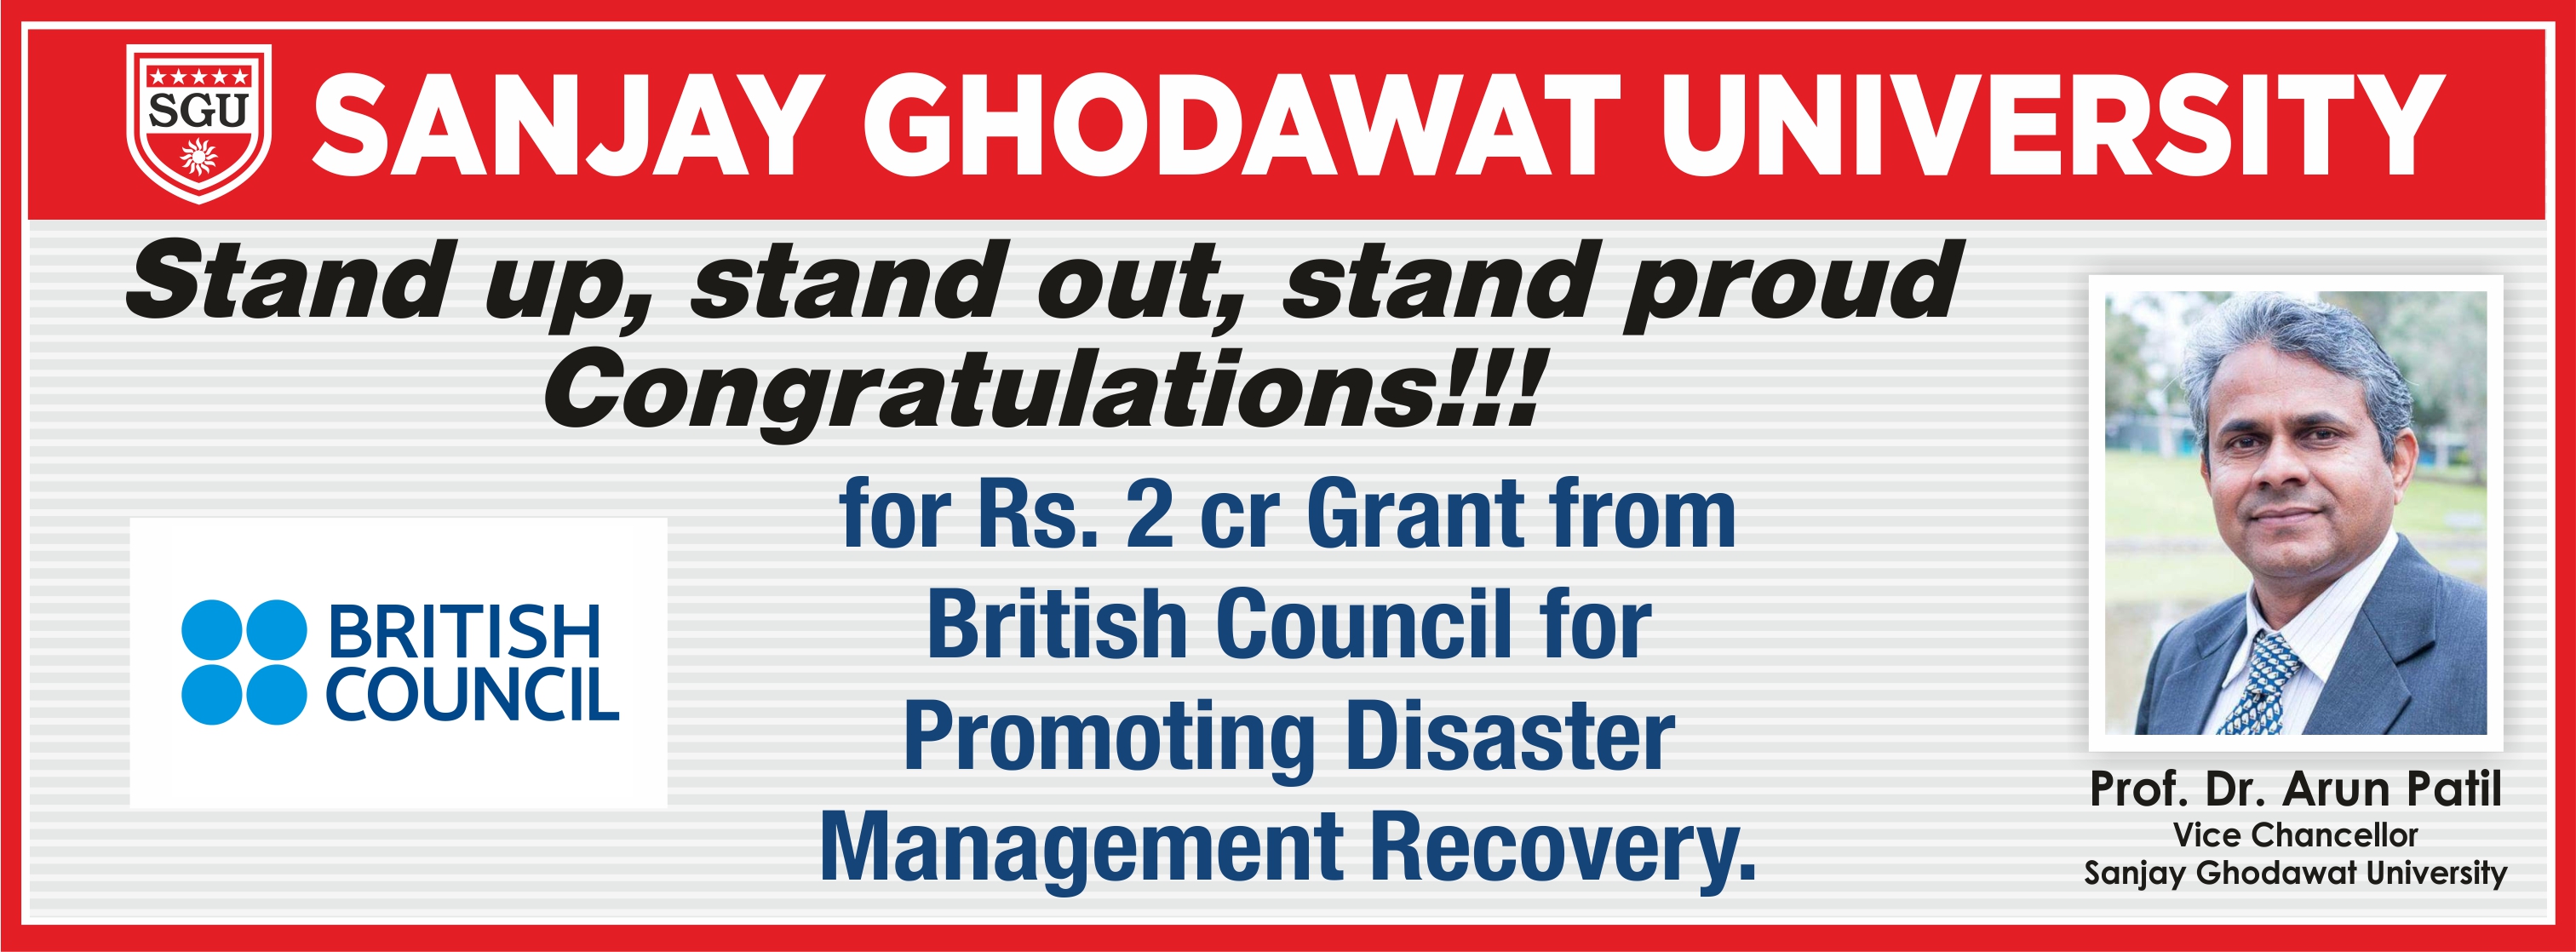 SGU
SANJAY GHODAWAT UNIVERSITY
Stand up, stand out, stand proud
Congratulations!!!
for Rs. 2 cr Grant from
British Council for
Promoting Disaster
Management Recovery.
BRITISH
COUNCIL
Prof. Dr. Arun Patil
Vice Chancellor
Sanjay Ghodawat University